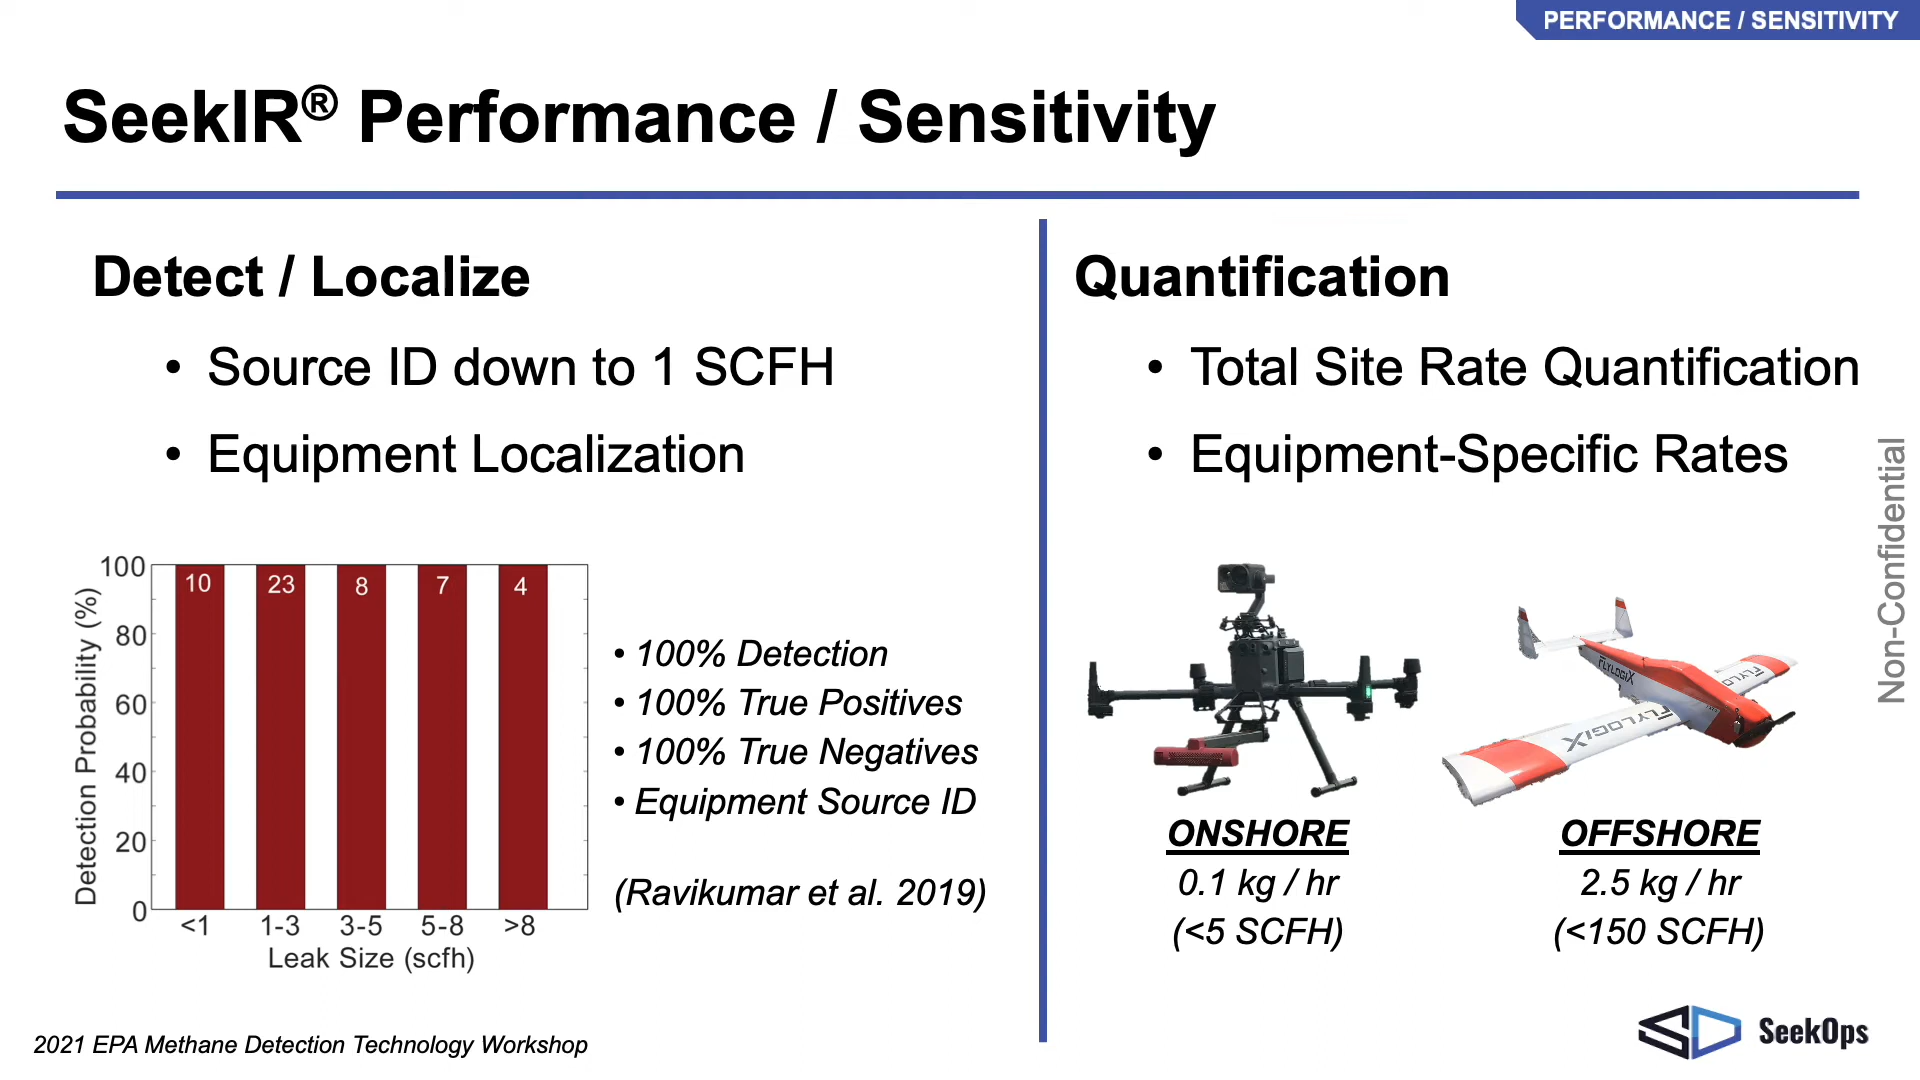 PERFORMANCE / SENSITIVITY
SeekIR® Performance / Sensitivity
Detect / Localize
• Source ID down to 1 SCFH
• Equipment Localization
Detection Probability (%)
100
80
60
40
20
0
10
23
8
7
4
<1
1-3
3-5
5-8
>8
Leak Size (scfh)
• 100% Detection
• 100% True Positives
• 100% True Negatives
• Equipment Source ID
(Ravikumar et al. 2019)
Quantification
• Total Site Rate Quantification
• Equipment-Specific Rates
FLYLOGIX
FLYLOGIX
ONSHORE
0.1 kg / hr
(<5 SCFH)
OFFSHORE
2.5 kg / hr
(<150 SCFH)
Non-Confidential
2021 EPA Methane Detection Technology Workshop
SeekOps